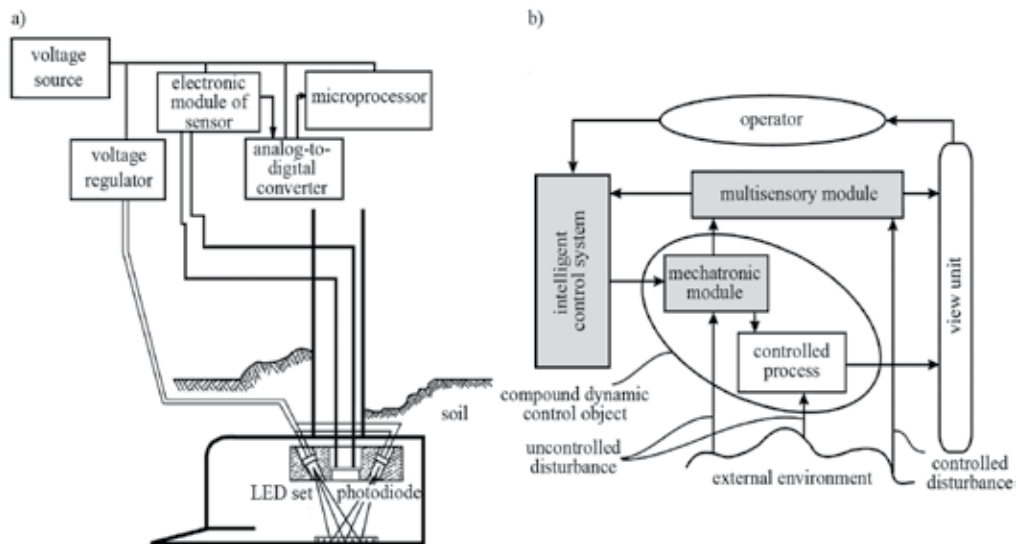 a)
voltage
source
electronic
module of
sensor
microprocessor
voltage
regulator
analog-to-
digital
converter
soil
LED set
photodiode
b)
operator
multisensory module
intelligent
control system
mechatronic
module
view unit
controlled
process
compound dynamic
control object
uncontrolled
disturbance
external environment
controlled
disturbance